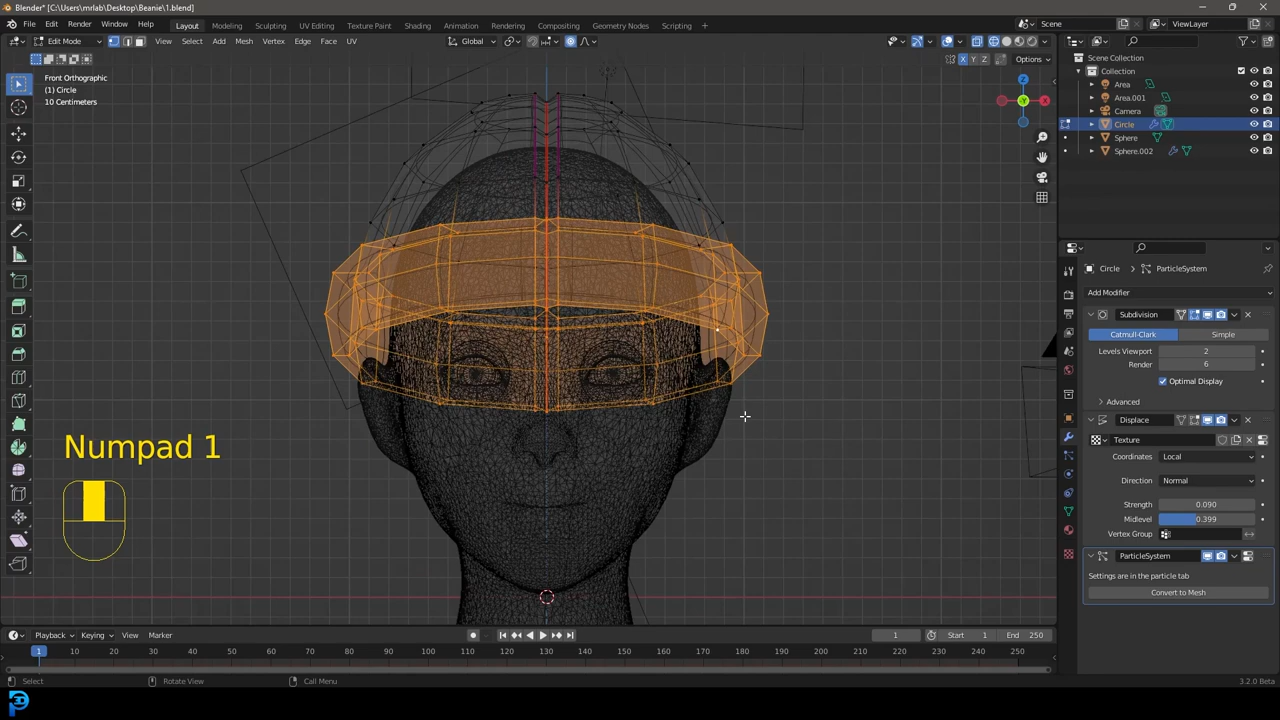 Blender* [C:\Users\mrlab\Desktop\Beanie\1.blend]
File Edit Render Window Help Layout Modeling Sculpting UV Editing Texture Paint Shading Animation Rendering Compositing Geometry Nodes Scripting Scene ViewLayer
Edit Mode View Select Add Mesh Vertex Edge Face UV Global
X Y Z Options
Front Orthographic
(1) Circle
10 Centimeters
Numpad 1
Scene Collection
Collection
Area
Area.001
Camera
Circle
Sphere
Sphere.002
Circle ParticleSystem
Add Modifier
Subdivision
Catmull-Clark Simple
Levels Viewport 2
Render 6
Optimal Display
Advanced
Displace
Texture
Coordinates Local
Direction Normal
Strength 0.090
Midlevel 0.399
Vertex Group
ParticleSystem
Settings are in the particle tab
Convert to Mesh
Playback Keying View Marker 1 Start 1 End 250
1 10 20 30 40 50 60 70 80 90 100 110 120 130 140 150 160 170 180 190 200 210 220 230 240 250
Select Rotate View Call Menu 3.2.0 Beta